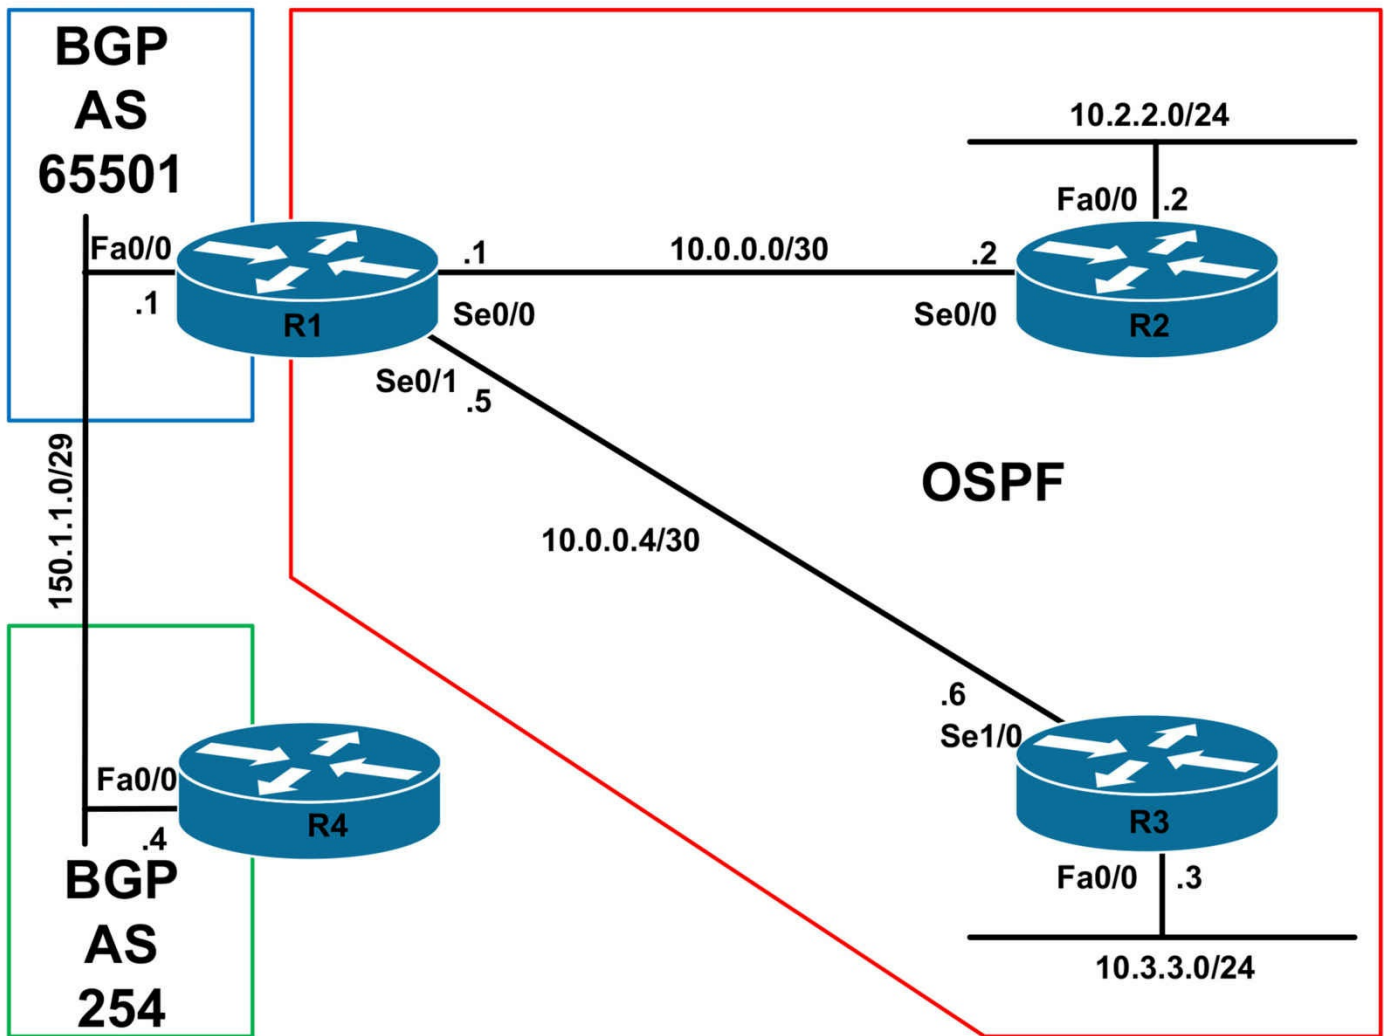 BGP
AS
65501
10.2.2.0/24
Fa0/0 .2
Fa0/0
.1
R1
.1
Se0/0
10.0.0.0/30
.2
Se0/0
R2
Se0/1
.5
150.1.1.0/29
OSPF
10.0.0.4/30
.6
Se1/0
Fa0/0
.4
R4
R3
Fa0/0 .3
10.3.3.0/24
BGP
AS
254